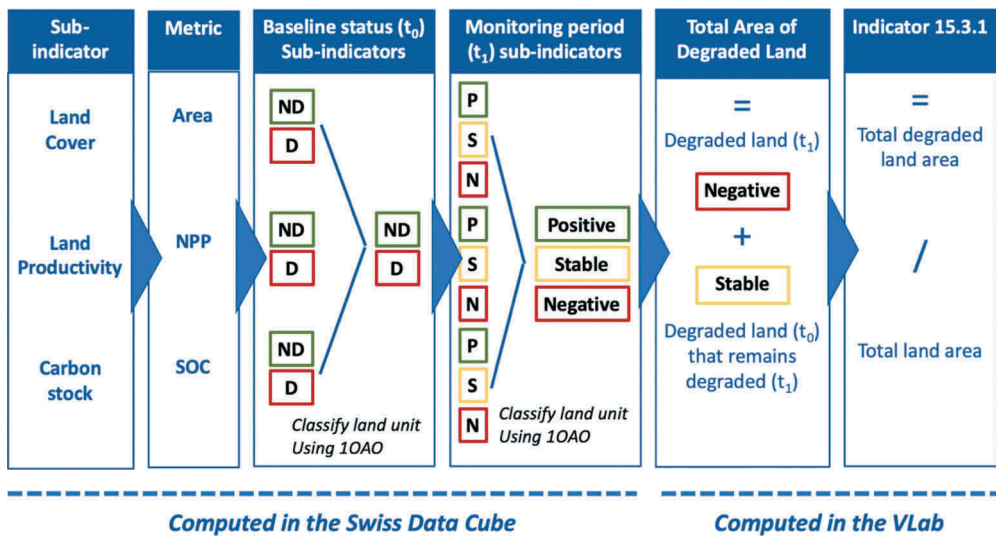 Sub-
indicator
Metric
Baseline status (t0)
Sub-indicators
Monitoring period
(t1) sub-indicators
Total Area of
Degraded Land
Indicator 15.3.1
Land
Cover
Land
Productivity
Carbon
stock
Area
NPP
SOC
ND
D
ND
D
ND
D
ND
D
Classify land unit
Using 1OAO
P
S
N
P
S
N
P
S
N
Positive
Stable
Negative
Classify land unit
Using 1OAO
=
Degraded land (t1)
Negative
+
Stable
Degraded land (t0)
that remains
degraded (t1)
=
Total degraded
land area
/
Total land area
Computed in the Swiss Data Cube
Computed in the VLab